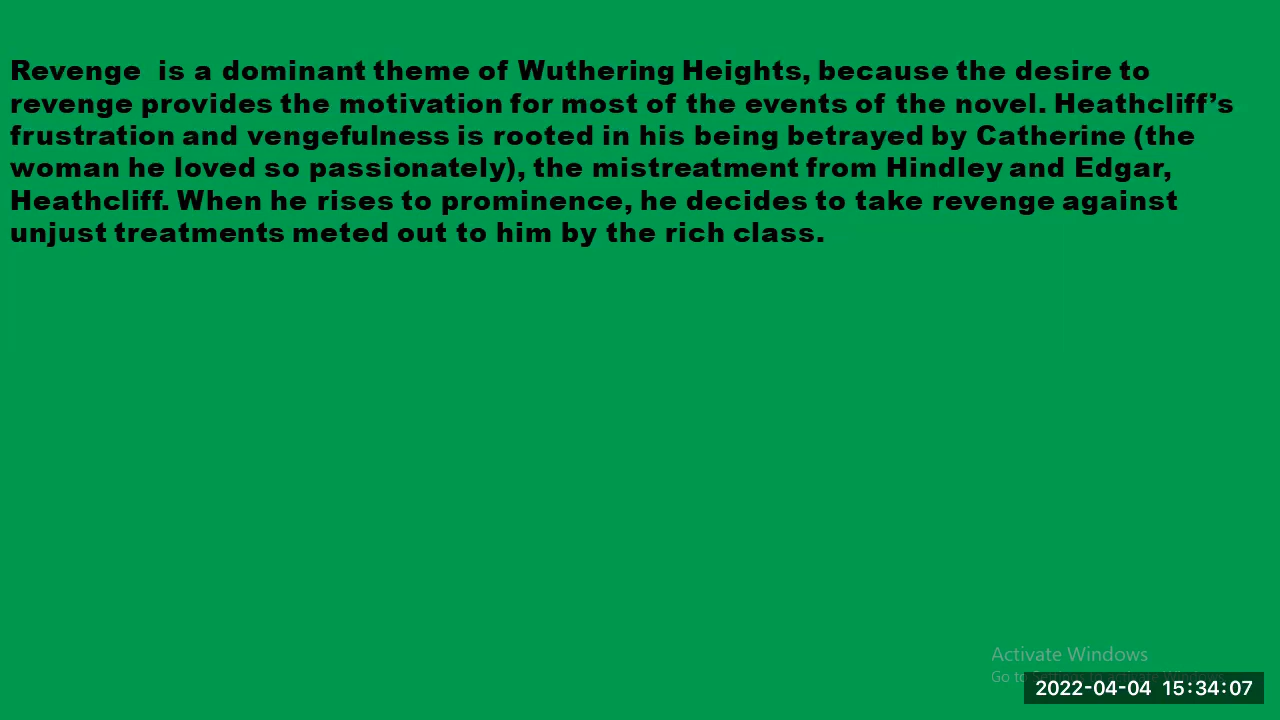 Revenge  is a dominant theme of Wuthering Heights, because the desire to
revenge provides the motivation for most of the events of the novel. Heathcliff’s
frustration and vengefulness is rooted in his being betrayed by Catherine (the
woman he loved so passionately), the mistreatment from Hindley and Edgar,
Heathcliff. When he rises to prominence, he decides to take revenge against
unjust treatments meted out to him by the rich class.
Activate Windows
Go to
2022-04-04 15:34:07